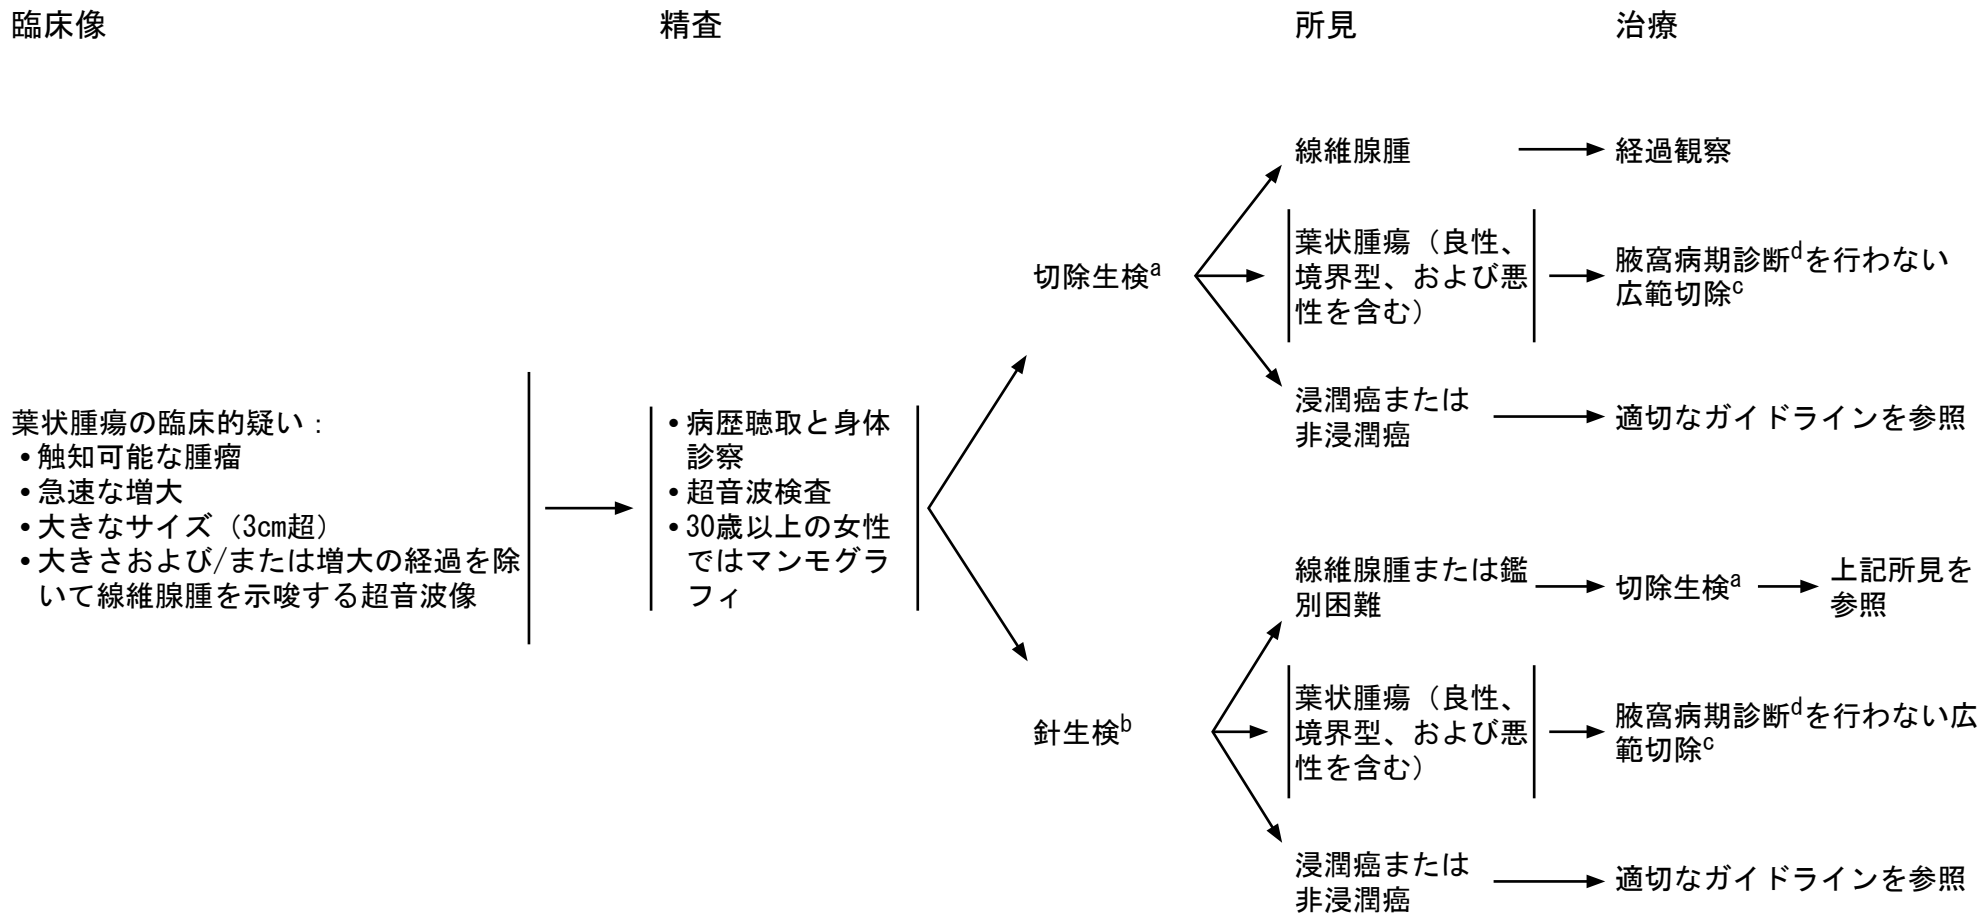 臨床像
精査
所見
治療
葉状腫瘍の臨床的疑い：
•触知可能な腫瘤
•急速な増大
•大きなサイズ（3cm超）
•大きさおよび/または増大の経過を除
いて線維腺腫を示唆する超音波像
•病歴聴取と身体
診察
•超音波検査
•30歳以上の女性
ではマンモグラ
フィ
切除生検a
線維腺腫
経過観察
葉状腫瘍（良性、
境界型、および悪
性を含む）
腋窩病期診断dを行わない
広範切除c
浸潤癌または
非浸潤癌
適切なガイドラインを参照
針生検b
線維腺腫または鑑
別困難
切除生検a
上記所見を
参照
葉状腫瘍（良性、
境界型、および悪
性を含む）
腋窩病期診断dを行わない広
範切除c
浸潤癌または
非浸潤癌
適切なガイドラインを参照